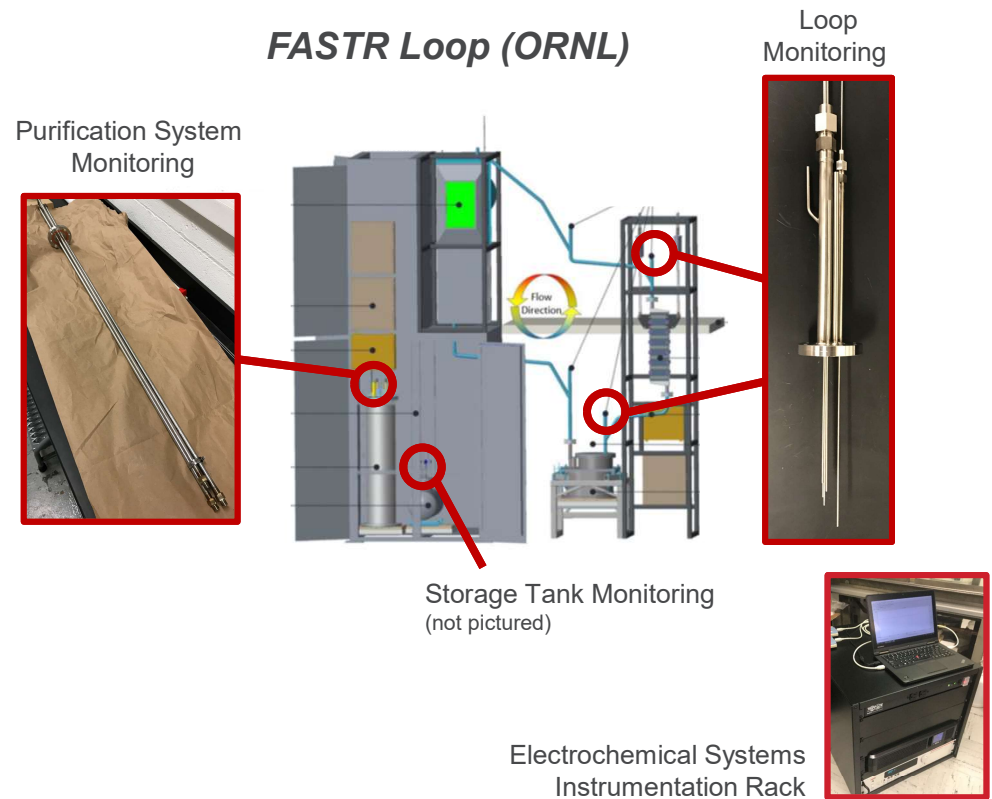 FASTR Loop (ORNL)
Loop
Monitoring
Purification System
Monitoring
Flow
Direction
Storage Tank Monitoring
(not pictured)
Electrochemical Systems
Instrumentation Rack